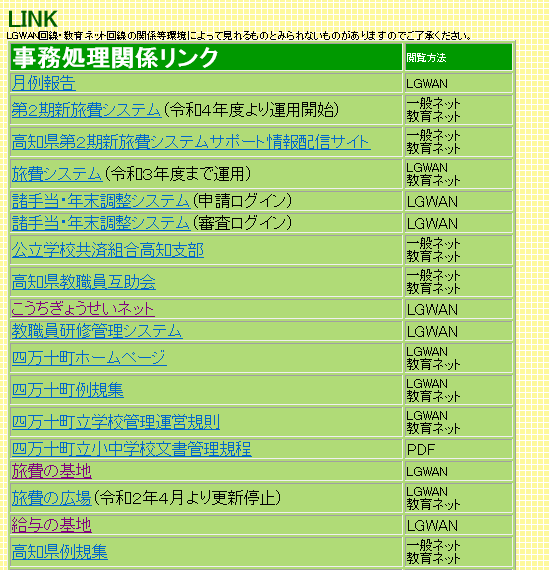 LINK
LGWAN回線・教育ネット回線の関係等環境によって見れるものとみられないものがありますのでご了承ください。
事務処理関係リンク 閲覧方法
月例報告 LGWAN
第2期新旅費システム(令和4年度より運用開始) 一般ネット
教育ネット
高知県第2期新旅費システムサポート情報配信サイト 一般ネット
教育ネット
旅費システム(令和3年度まで運用) LGWAN
教育ネット
諸手当・年末調整システム(申請ログイン) LGWAN
諸手当・年末調整システム(審査ログイン) LGWAN
公立学校共済組合高知支部 一般ネット
教育ネット
高知県教職員互助会 一般ネット
教育ネット
こうちぎょうせいネット LGWAN
教職員研修管理システム LGWAN
四万十町ホームページ LGWAN
教育ネット
四万十町例規集 LGWAN
教育ネット
四万十町立学校管理運営規則 LGWAN
教育ネット
四万十町立小中学校文書管理規程 PDF
旅費の基地 LGWAN
旅費の広場(令和2年4月より更新停止) LGWAN
教育ネット
給与の基地 LGWAN
高知県例規集 一般ネット
教育ネット